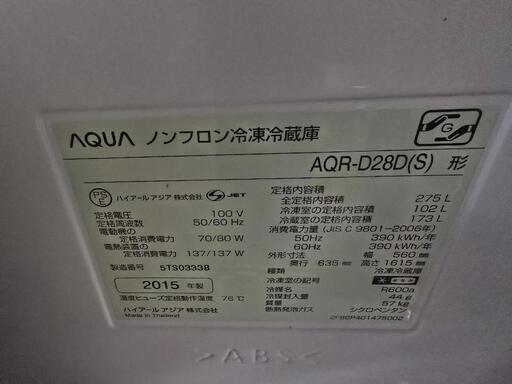 AQUA ノンフロン冷凍冷蔵庫
AQR-D28D(S) 形
PS E ハイアール アジア 株式会社 JET
定格電圧 100 V
定格周波数 50/60 Hz
電動機の
定格消費電力 70/80 W
電熱装置の
定格消費電力 137/137 W
製造番号 5TS03338
2015 年製
温度ヒューズ定格動作温度 76℃
ハイアール アジア 株式会社
Made in Thailand
定格内容積
全定格内容積 275 L
冷凍室の定格内容積 102 L
冷蔵室の定格内容積 173 L
消費電力量 (JIS C 9801-2006年)
50Hz 390 kWh/年
60Hz 390 kWh/年
外形寸法 幅 560 mm
奥行 635 mm 高さ 1615 mm
種類 冷凍冷蔵庫
冷凍室の記号
冷媒 R600a
冷媒封入量 44 g
質量 57 kg
断熱発泡ガス シクロペンタン
G
>ABS<